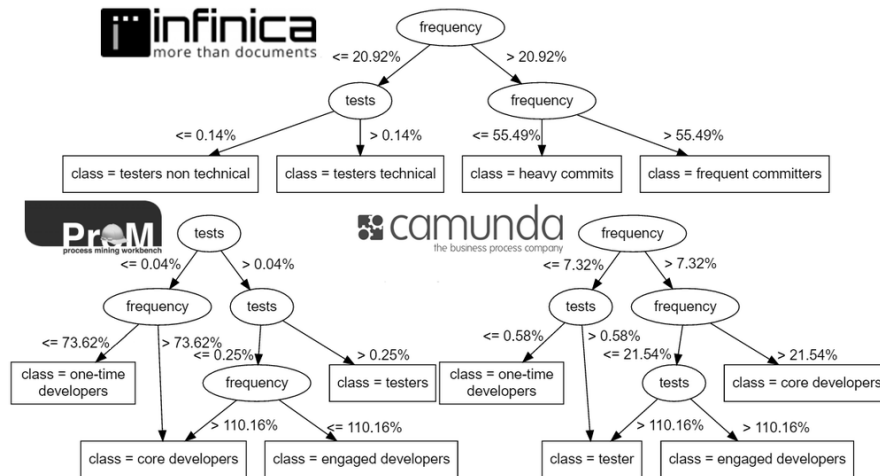 infinica
more than documents
frequency
<= 20.92%
> 20.92%
tests
frequency
<= 0.14%
> 0.14%
<= 55.49%
> 55.49%
class = testers non technical
class = testers technical
class = heavy commits
class = frequent committers
ProM
process mining workbench
tests
<= 0.04%
> 0.04%
frequency
tests
<= 73.62%
> 73.62%
<= 0.25%
> 0.25%
class = one-time
developers
frequency
class = testers
> 110.16%
<= 110.16%
class = core developers
class = engaged developers
camunda
the business process company
frequency
<= 7.32%
> 7.32%
tests
frequency
<= 0.58%
> 0.58%
<= 21.54%
> 21.54%
class = one-time
developers
tests
class = core developers
> 110.16%
> 110.16%
class = tester
class = engaged developers